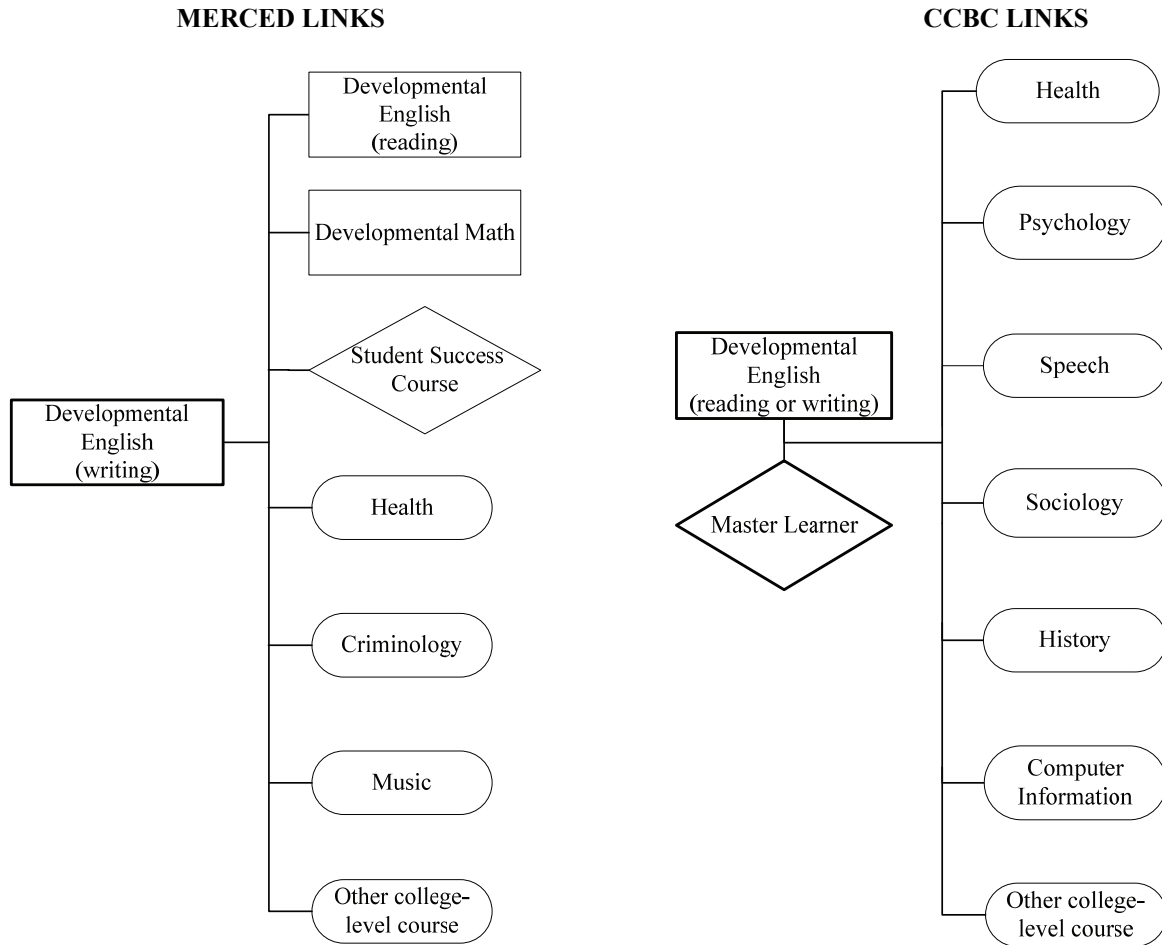 MERCED LINKS
Developmental
English
(reading)
Developmental Math
Student Success
Course
Developmental
English
(writing)
Health
Criminology
Music
Other college-
level course
CCBC LINKS
Health
Psychology
Speech
Developmental
English
(reading or writing)
Master Learner
Sociology
History
Computer
Information
Other college-
level course